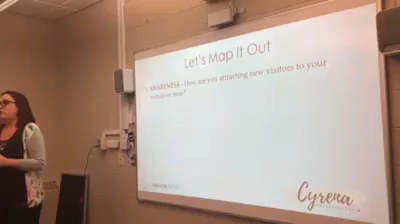 Let's Map It Out
1. AWARENESS - How are you attracting new visitors to your
website or store?
Cyrena